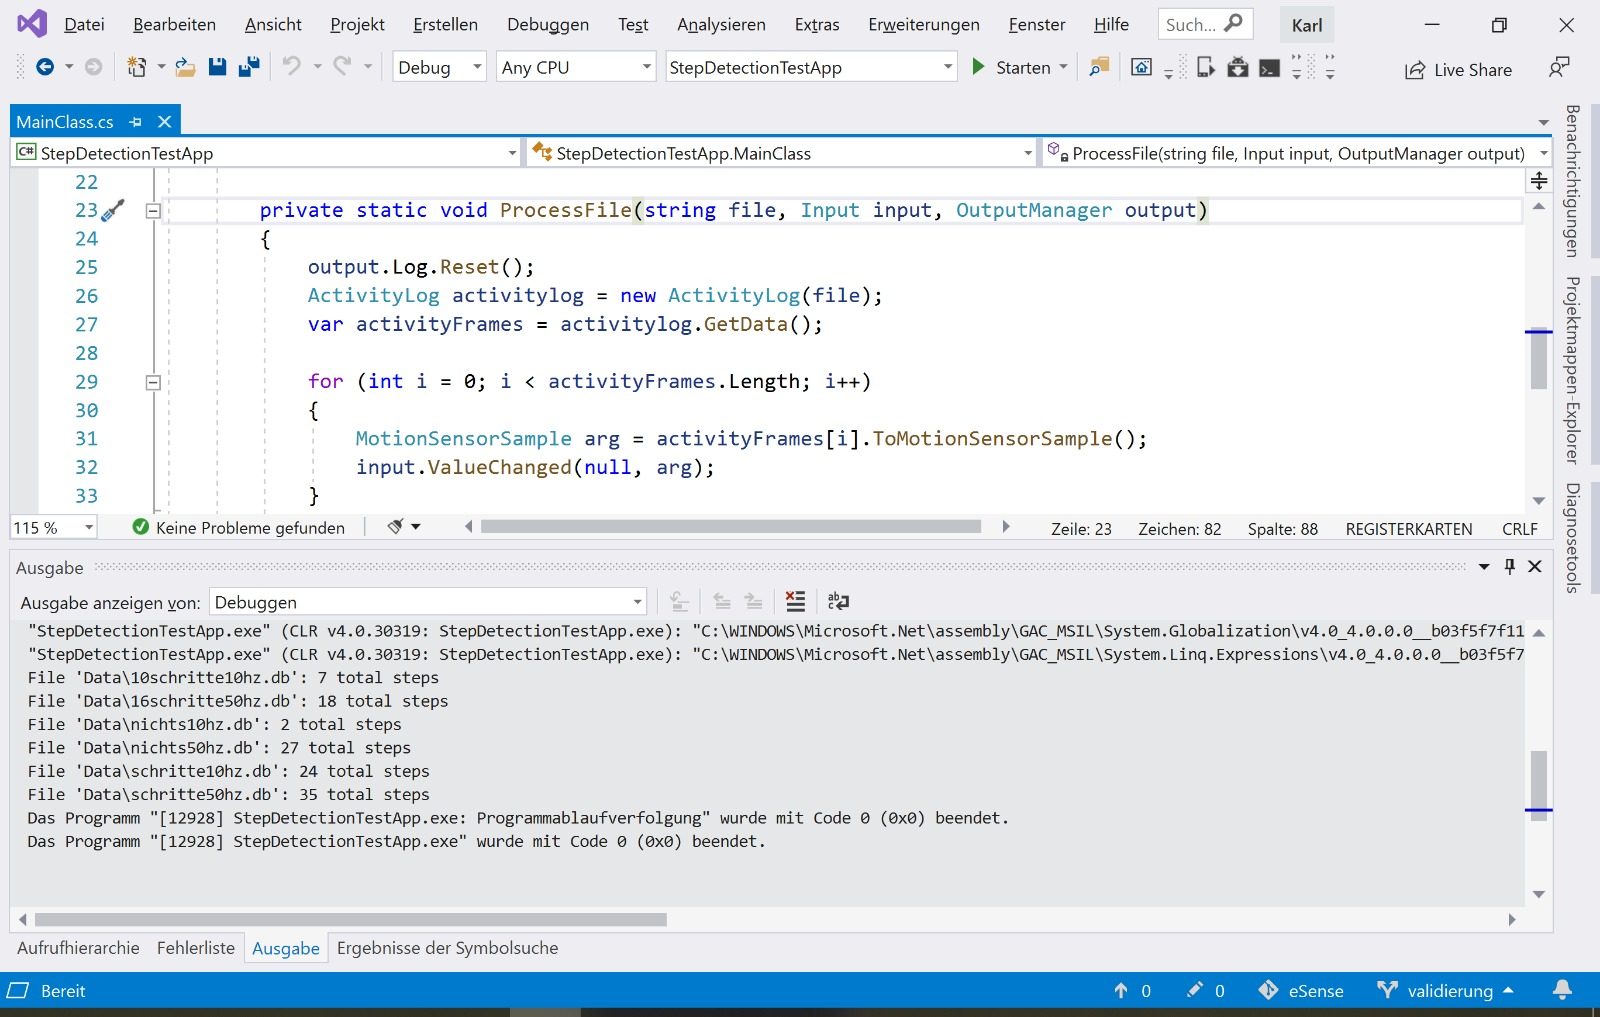 Datei Bearbeiten Ansicht Projekt Erstellen Debuggen Test Analysieren Extras Erweiterungen Fenster Hilfe Such... Karl
Debug Any CPU StepDetectionTestApp Starten Live Share
MainClass.cs
C# StepDetectionTestApp StepDetectionTestApp.MainClass ProcessFile(string file, Input input, OutputManager output)
22
23 private static void ProcessFile(string file, Input input, OutputManager output)
24 {
25 output.Log.Reset();
26 ActivityLog activitylog = new ActivityLog(file);
27 var activityFrames = activitylog.GetData();
28
29 for (int i = 0; i < activityFrames.Length; i++)
30 {
31 MotionSensorSample arg = activityFrames[i].ToMotionSensorSample();
32 input.ValueChanged(null, arg);
33 }
115 % Keine Probleme gefunden Zeile: 23 Zeichen: 82 Spalte: 88 REGISTERKARTEN CRLF
Benachrichtigungen
Projektmappen-Explorer
Diagnosetools
Ausgabe
Ausgabe anzeigen von: Debuggen
"StepDetectionTestApp.exe" (CLR v4.0.30319: StepDetectionTestApp.exe): "C:\WINDOWS\Microsoft.Net\assembly\GAC_MSIL\System.Globalization\v4.0_4.0.0.0__b03f5f7f11
"StepDetectionTestApp.exe" (CLR v4.0.30319: StepDetectionTestApp.exe): "C:\WINDOWS\Microsoft.Net\assembly\GAC_MSIL\System.Linq.Expressions\v4.0_4.0.0.0__b03f5f7
File 'Data\10schritte10hz.db': 7 total steps
File 'Data\16schritte50hz.db': 18 total steps
File 'Data\nichts10hz.db': 2 total steps
File 'Data\nichts50hz.db': 27 total steps
File 'Data\schritte10hz.db': 24 total steps
File 'Data\schritte50hz.db': 35 total steps
Das Programm "[12928] StepDetectionTestApp.exe: Programmablaufverfolgung" wurde mit Code 0 (0x0) beendet.
Das Programm "[12928] StepDetectionTestApp.exe" wurde mit Code 0 (0x0) beendet.
Aufrufhierarchie Fehlerliste Ausgabe Ergebnisse der Symbolsuche
Bereit 0 0 eSense validierung